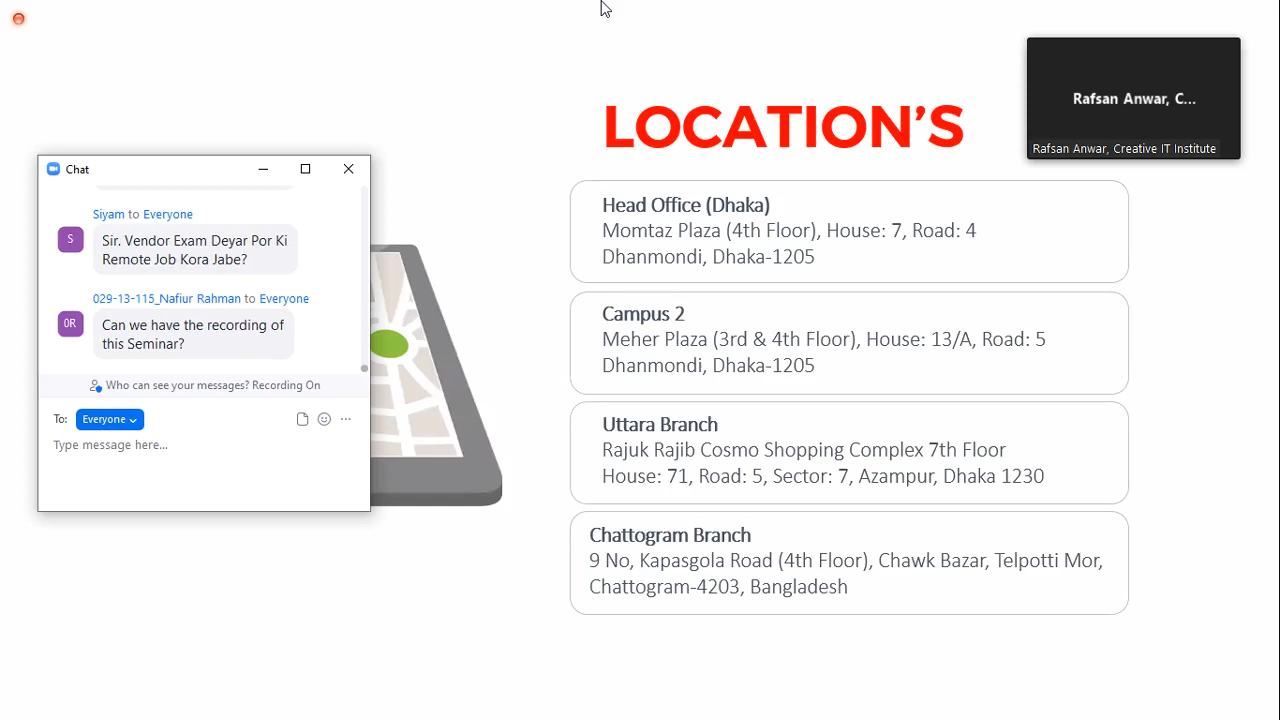 LOCATION'S
Rafsan Anwar, C...
Rafsan Anwar, Creative IT Institute
Chat
Siyam to Everyone
S
Sir. Vendor Exam Deyar Por Ki
Remote Job Kora Jabe?
029-13-115_Nafiur Rahman to Everyone
0R
Can we have the recording of
this Seminar?
Who can see your messages? Recording On
To:
Everyone
Type message here...
Head Office (Dhaka)
Momtaz Plaza (4th Floor), House: 7, Road: 4
Dhanmondi, Dhaka-1205
Campus 2
Meher Plaza (3rd & 4th Floor), House: 13/A, Road: 5
Dhanmondi, Dhaka-1205
Uttara Branch
Rajuk Rajib Cosmo Shopping Complex 7th Floor
House: 71, Road: 5, Sector: 7, Azampur, Dhaka 1230
Chattogram Branch
9 No, Kapasgola Road (4th Floor), Chawk Bazar, Telpotti Mor,
Chattogram-4203, Bangladesh